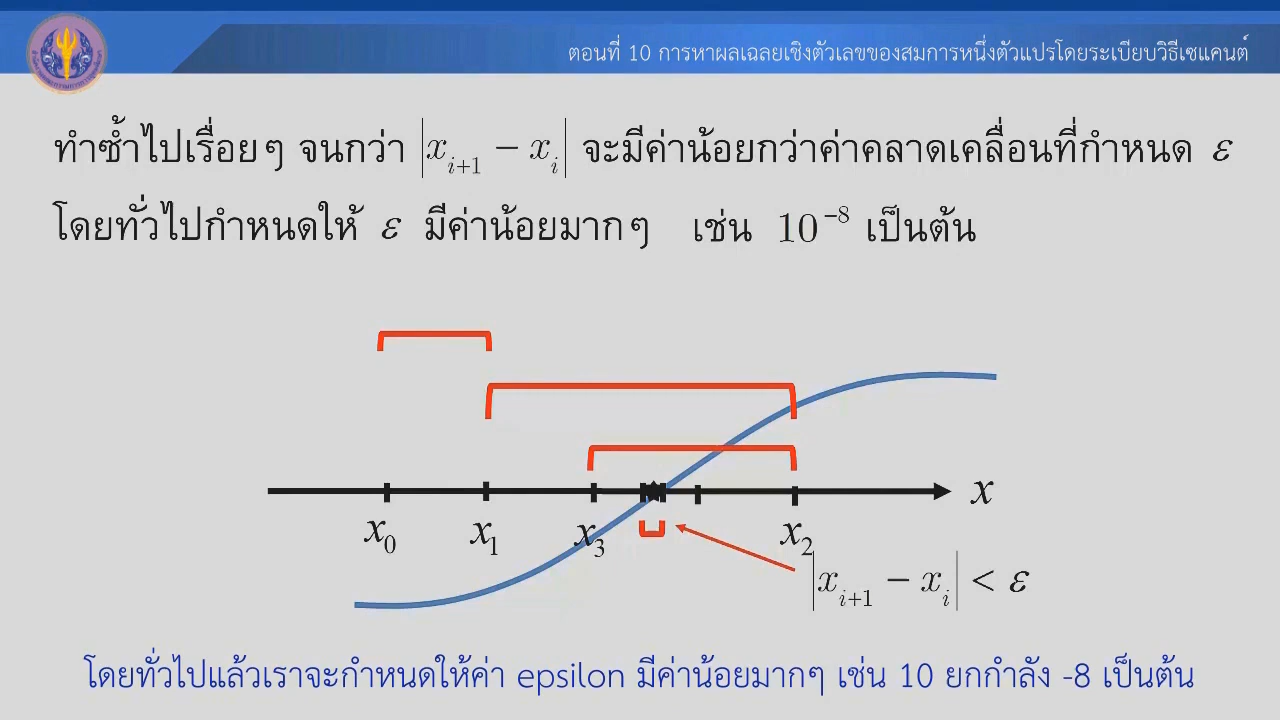 ตอนที่ 10 การหาผลเฉลยเชิงตัวเลขของสมการหนึ่งตัวแปรโดยระเบียบวิธีเซแคนต์
ทำซ้ำไปเรื่อยๆ จนกว่า |x_{i+1} − x_i| จะมีค่าน้อยกว่าค่าคลาดเคลื่อนที่กำหนด ε
โดยทั่วไปกำหนดให้ ε มีค่าน้อยมากๆ เช่น 10^{−8} เป็นต้น
x
x_0 x_1 x_3 x_2
|x_{i+1} − x_i| < ε
โดยทั่วไปแล้วเราจะกำหนดให้ค่า epsilon มีค่าน้อยมากๆ เช่น 10 ยกกำลัง -8 เป็นต้น